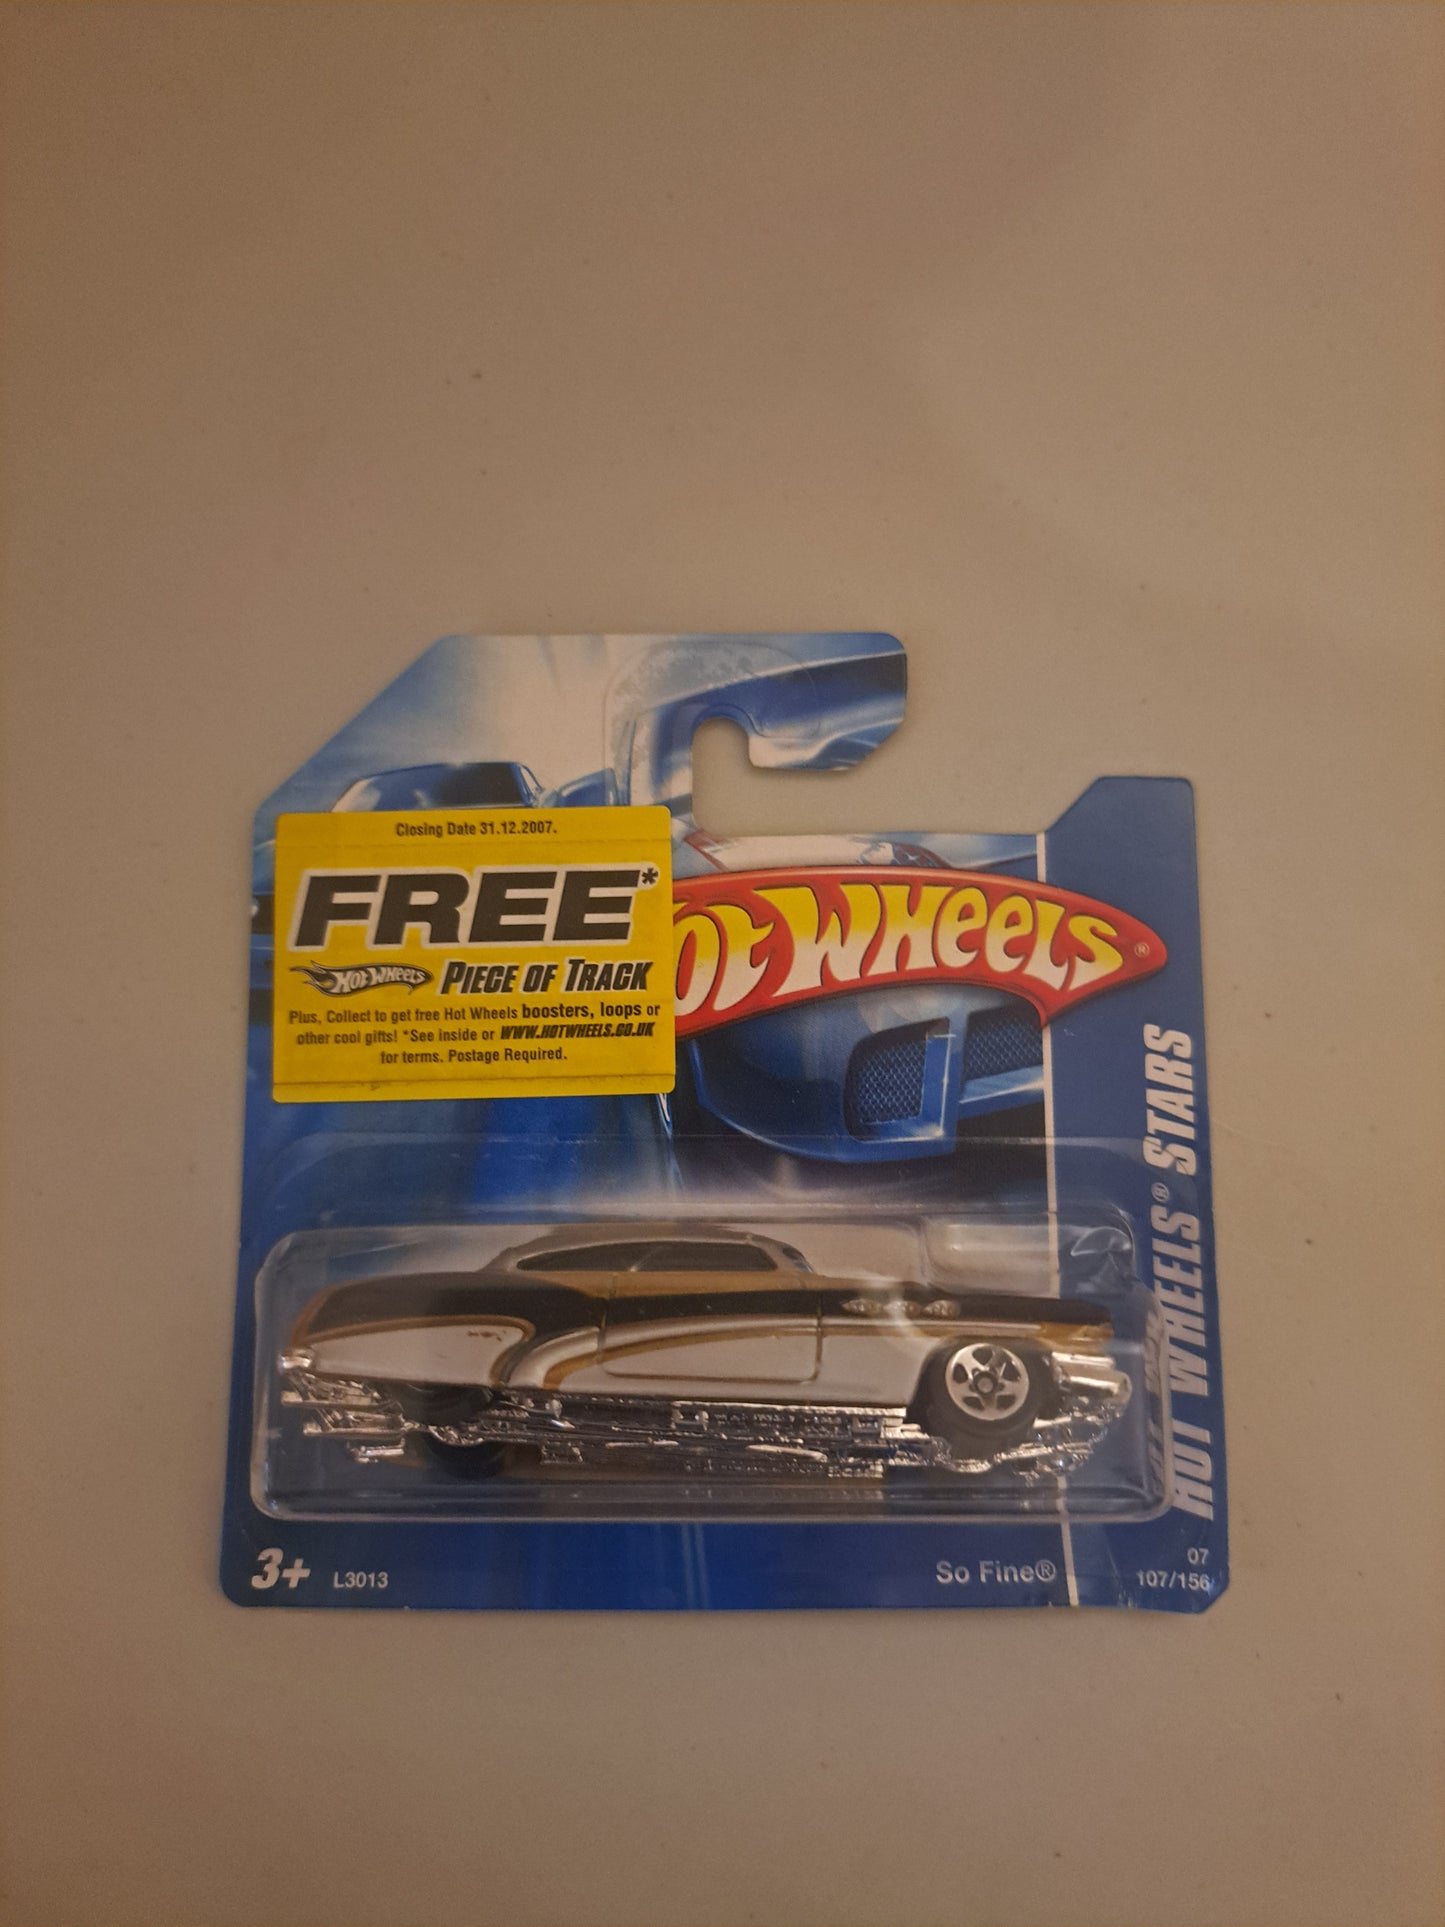 Closing Date 31.12.2007.
FREE*
HOT WHEELS PIECE OF TRACK
Plus, Collect to get free Hot Wheels boosters, loops or
other cool gifts! *See inside or WWW.HOTWHEELS.CO.UK
for terms. Postage Required.
Hot Wheels®
HOT WHEELS® STARS
3+ L3013
So Fine®
07
107/156